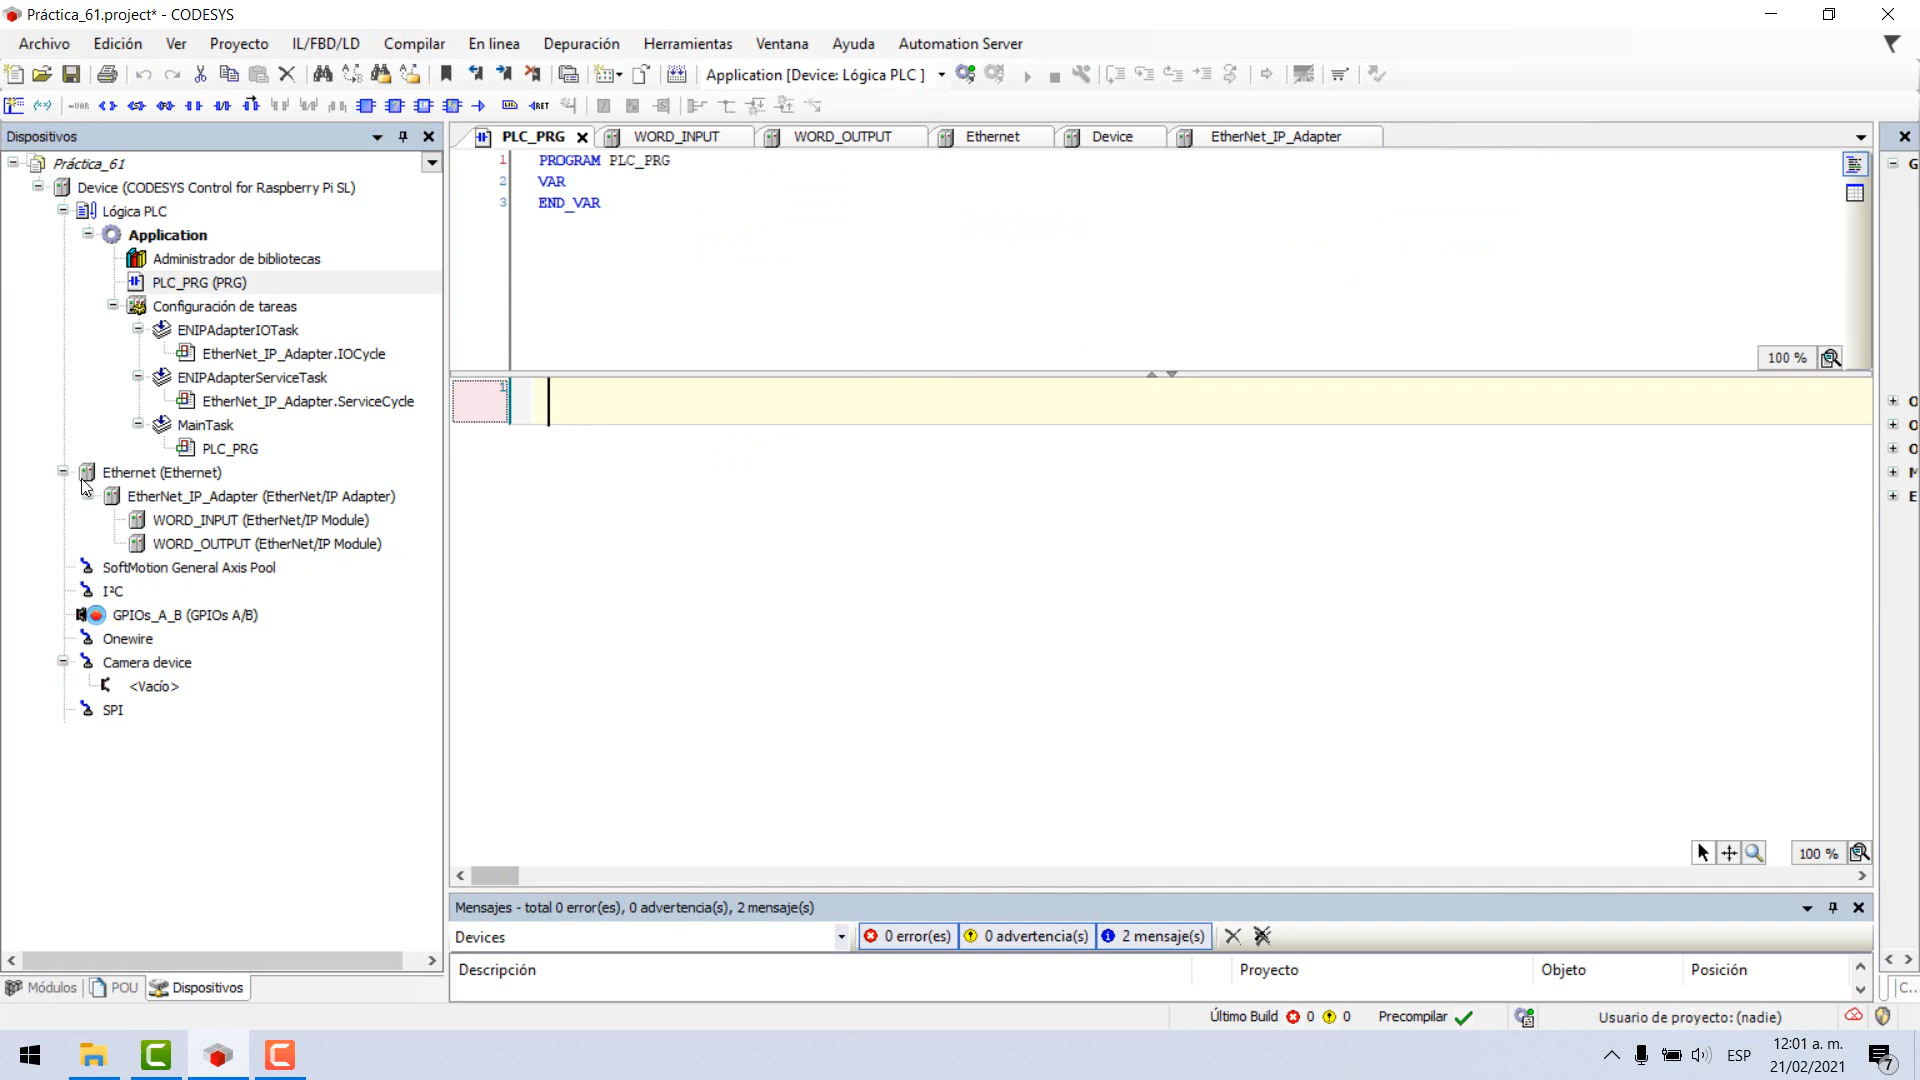 Práctica_61.project* - CODESYS
Archivo Edición Ver Proyecto IL/FBD/LD Compilar En linea Depuración Herramientas Ventana Ayuda Automation Server
Application [Device: Lógica PLC ]
Dispositivos
PLC_PRG WORD_INPUT WORD_OUTPUT Ethernet Device EtherNet_IP_Adapter
Práctica_61
Device (CODESYS Control for Raspberry Pi SL)
Lógica PLC
Application
Administrador de bibliotecas
PLC_PRG (PRG)
Configuración de tareas
ENIPAdapterIOTask
EtherNet_IP_Adapter.IOCycle
ENIPAdapterServiceTask
EtherNet_IP_Adapter.ServiceCycle
MainTask
PLC_PRG
Ethernet (Ethernet)
EtherNet_IP_Adapter (EtherNet/IP Adapter)
WORD_INPUT (EtherNet/IP Module)
WORD_OUTPUT (EtherNet/IP Module)
SoftMotion General Axis Pool
I²C
GPIOs_A_B (GPIOs A/B)
Onewire
Camera device
<Vacío>
SPI
Módulos POU Dispositivos
1 PROGRAM PLC_PRG
2 VAR
3 END_VAR
100 %
1
100 %
Mensajes - total 0 error(es), 0 advertencia(s), 2 mensaje(s)
Devices 0 error(es) 0 advertencia(s) 2 mensaje(s)
Descripción Proyecto Objeto Posición
C...
Último Build 0 0 Precompilar Usuario de proyecto: (nadie)
ESP
12:01 a. m.
21/02/2021
7